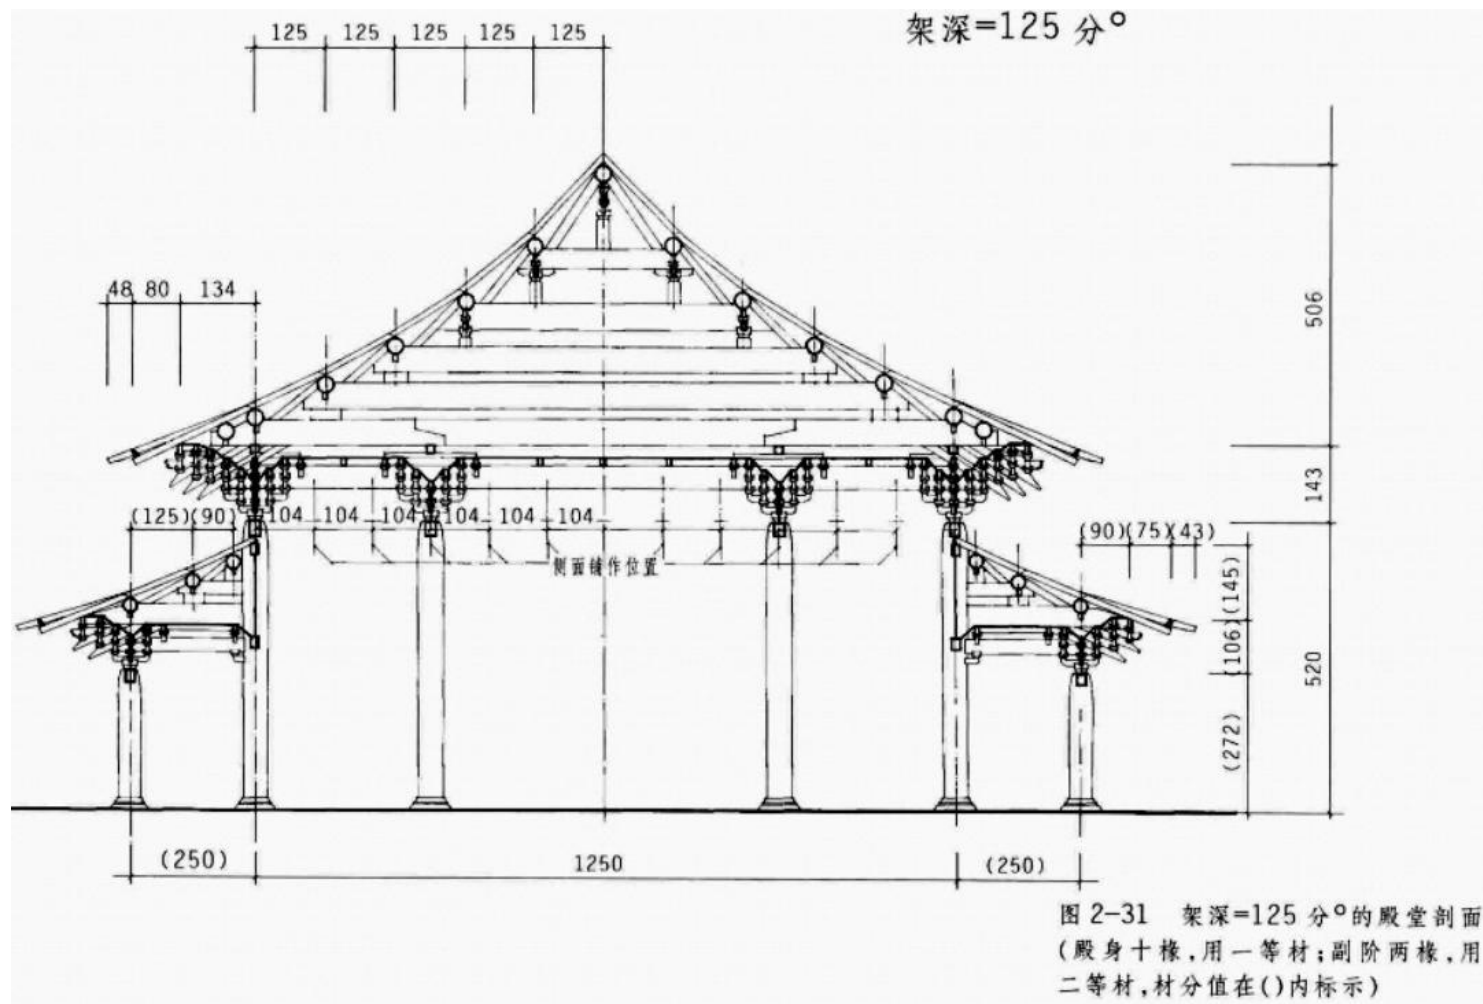 架深=125 分°
125 125 125 125 125
48 80 134
506
143
(125)(90) 104 104 104 104 104 104
(90)(75)(43)
侧面铺作位置
(145)
(106)
520
(272)
(250) 1250 (250)
图 2-31 架深=125 分°的殿堂剖面
(殿身十椽,用一等材;副阶两椽,用
二等材,材分值在()内标示)